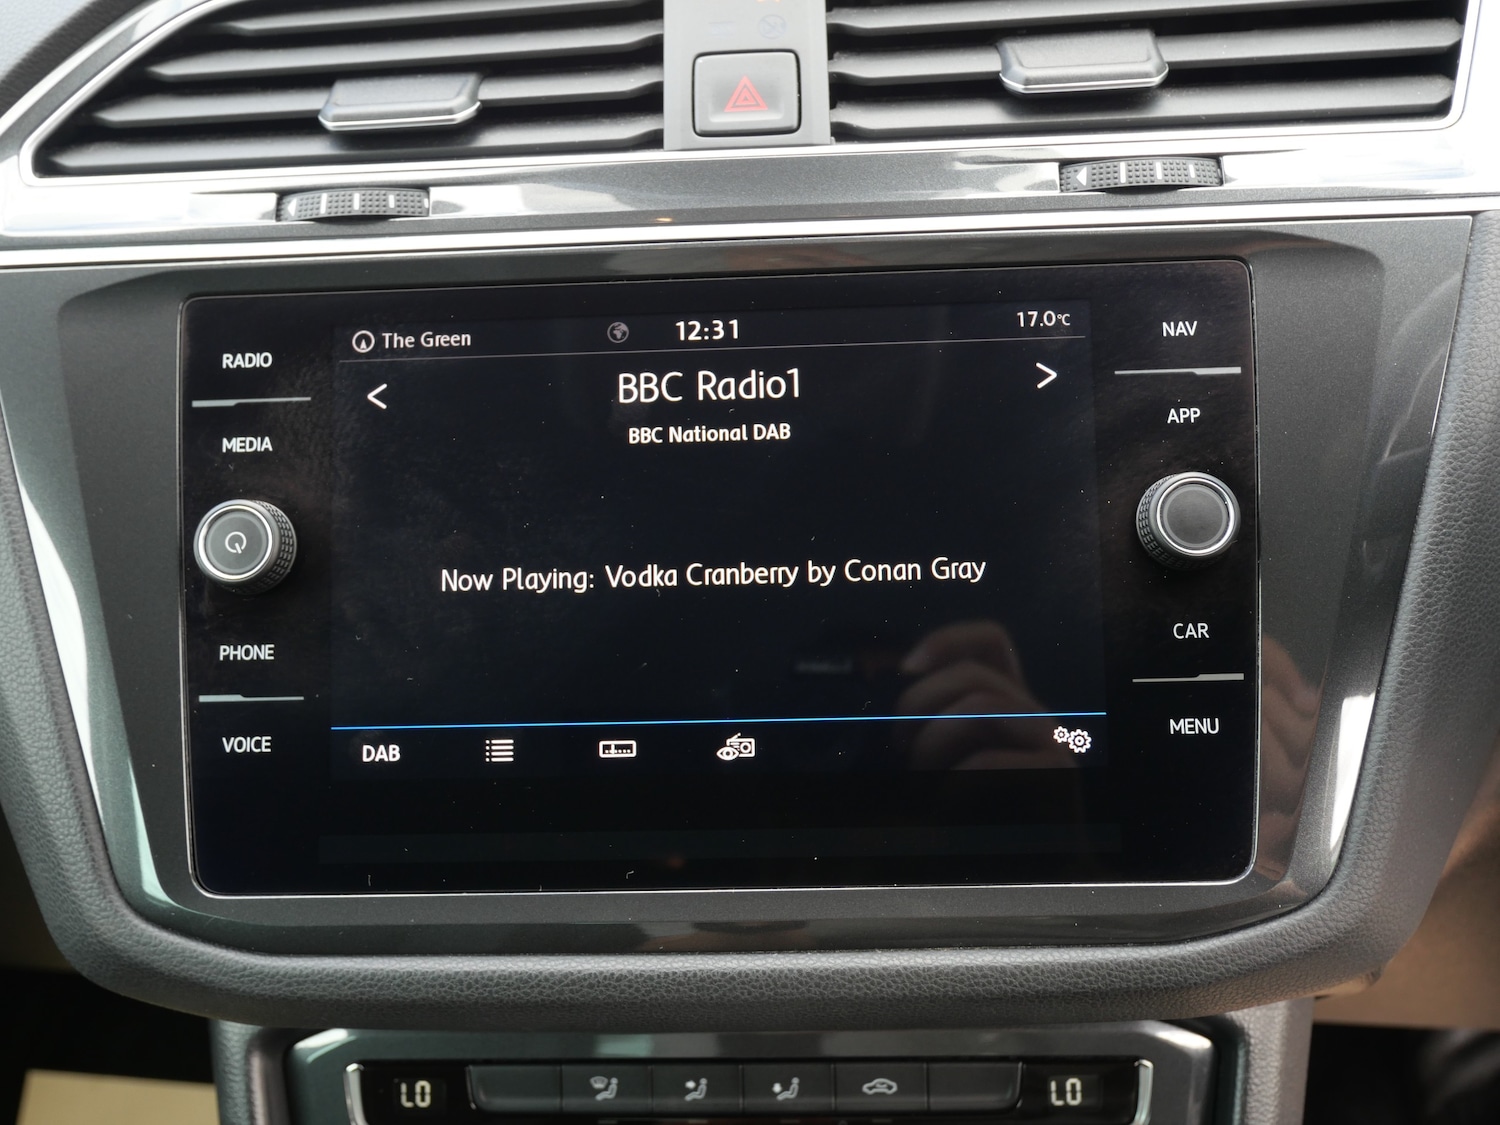 The Green
12:31
17.0°C
<
BBC Radio1
>
BBC National DAB
Now Playing: Vodka Cranberry by Conan Gray
DAB
RADIO
MEDIA
PHONE
VOICE
NAV
APP
CAR
MENU
LO
LO